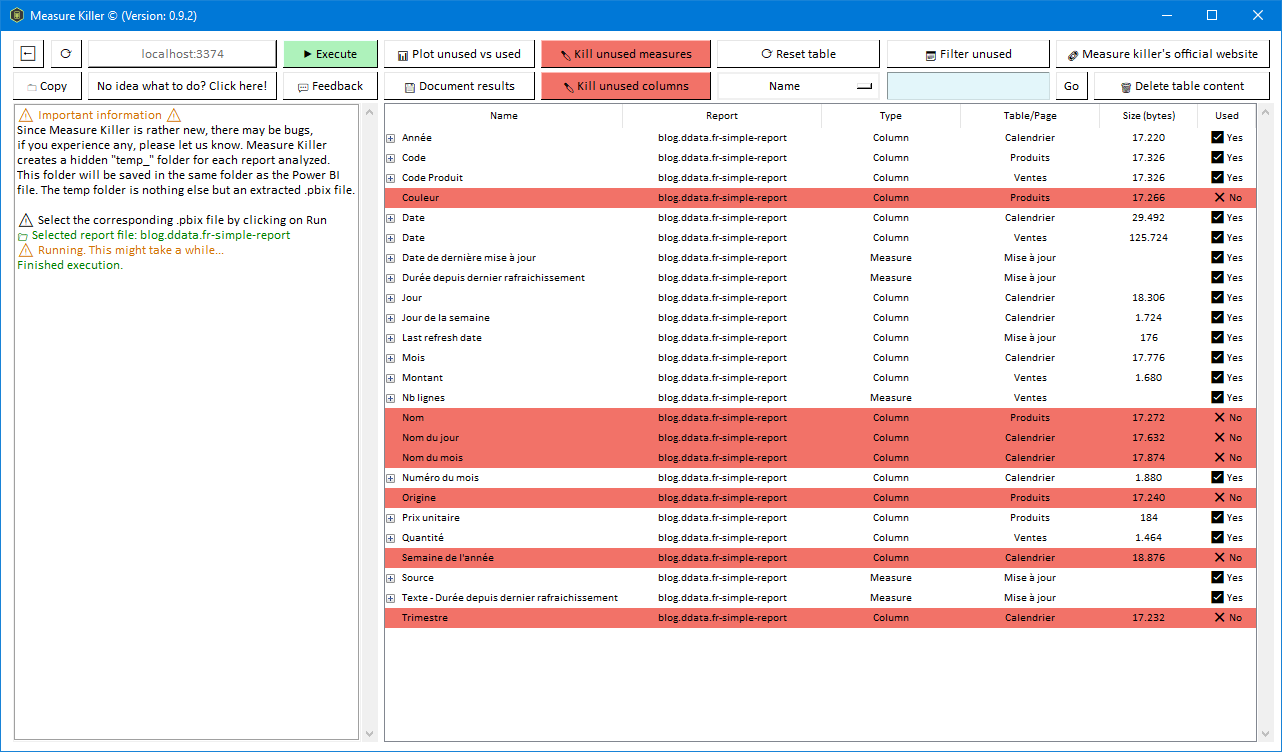 Measure Killer © (Version: 0.9.2)
localhost:3374
Execute
Plot unused vs used
Kill unused measures
Reset table
Filter unused
Measure killer's official website
Copy
No idea what to do? Click here!
Feedback
Document results
Kill unused columns
Name
Go
Delete table content
Important information
Since Measure Killer is rather new, there may be bugs,
if you experience any, please let us know. Measure Killer
creates a hidden "temp_" folder for each report analyzed.
This folder will be saved in the same folder as the Power BI
file. The temp folder is nothing else but an extracted .pbix file.
Select the corresponding .pbix file by clicking on Run
Selected report file: blog.ddata.fr-simple-report
Running. This might take a while...
Finished execution.
Name Report Type Table/Page Size (bytes) Used
Année blog.ddata.fr-simple-report Column Calendrier 17.220 Yes
Code blog.ddata.fr-simple-report Column Produits 17.326 Yes
Code Produit blog.ddata.fr-simple-report Column Ventes 17.326 Yes
Couleur blog.ddata.fr-simple-report Column Produits 17.266 No
Date blog.ddata.fr-simple-report Column Calendrier 29.492 Yes
Date blog.ddata.fr-simple-report Column Ventes 125.724 Yes
Date de dernière mise à jour blog.ddata.fr-simple-report Measure Mise à jour Yes
Durée depuis dernier rafraichissement blog.ddata.fr-simple-report Measure Mise à jour Yes
Jour blog.ddata.fr-simple-report Column Calendrier 18.306 Yes
Jour de la semaine blog.ddata.fr-simple-report Column Calendrier 1.724 Yes
Last refresh date blog.ddata.fr-simple-report Column Mise à jour 176 Yes
Mois blog.ddata.fr-simple-report Column Calendrier 17.776 Yes
Montant blog.ddata.fr-simple-report Column Ventes 1.680 Yes
Nb lignes blog.ddata.fr-simple-report Measure Ventes Yes
Nom blog.ddata.fr-simple-report Column Produits 17.272 No
Nom du jour blog.ddata.fr-simple-report Column Calendrier 17.632 No
Nom du mois blog.ddata.fr-simple-report Column Calendrier 17.874 No
Numéro du mois blog.ddata.fr-simple-report Column Calendrier 1.880 Yes
Origine blog.ddata.fr-simple-report Column Produits 17.240 No
Prix unitaire blog.ddata.fr-simple-report Column Produits 184 Yes
Quantité blog.ddata.fr-simple-report Column Ventes 1.464 Yes
Semaine de l'année blog.ddata.fr-simple-report Column Calendrier 18.876 No
Source blog.ddata.fr-simple-report Measure Mise à jour Yes
Texte - Durée depuis dernier rafraichissement blog.ddata.fr-simple-report Measure Mise à jour Yes
Trimestre blog.ddata.fr-simple-report Column Calendrier 17.232 No